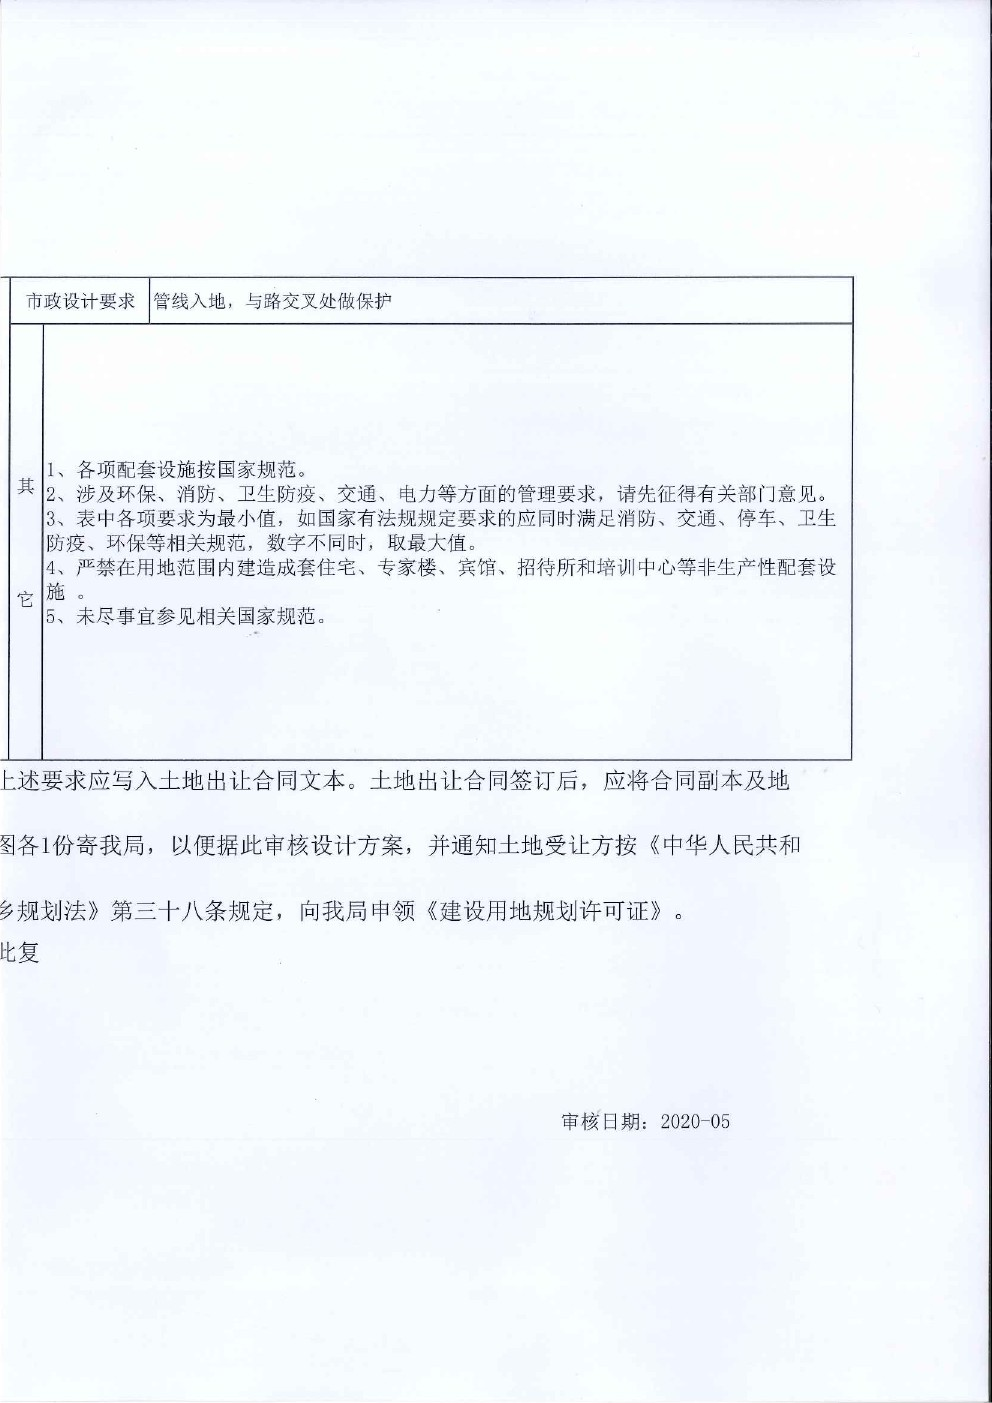 市政设计要求 管线入地，与路交叉处做保护
其它
1、各项配套设施按国家规范。
2、涉及环保、消防、卫生防疫、交通、电力等方面的管理要求，请先征得有关部门意见。
3、表中各项要求为最小值，如国家有法规规定要求的应同时满足消防、交通、停车、卫生
防疫、环保等相关规范，数字不同时，取最大值。
4、严禁在用地范围内建造成套住宅、专家楼、宾馆、招待所和培训中心等非生产性配套设
施 。
5、未尽事宜参见相关国家规范。
上述要求应写入土地出让合同文本。土地出让合同签订后，应将合同副本及地
图各1份寄我局，以便据此审核设计方案，并通知土地受让方按《中华人民共和
乡规划法》第三十八条规定，向我局申领《建设用地规划许可证》。
此复
审核日期：2020-05